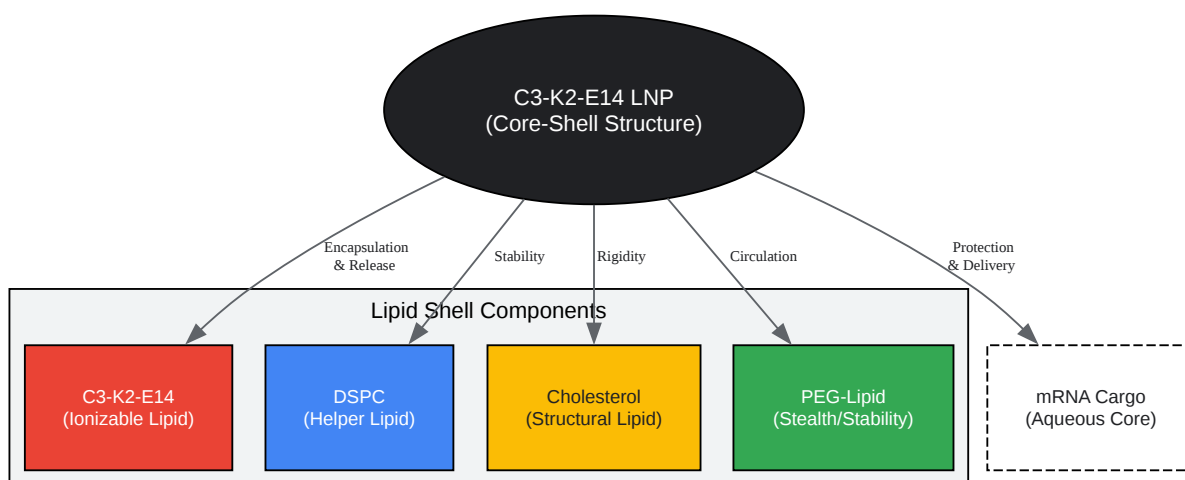 C3-K2-E14 LNP
(Core-Shell Structure)
Encapsulation
& Release
Stability
Rigidity
Circulation
Protection
& Delivery
Lipid Shell Components
C3-K2-E14
(Ionizable Lipid)
DSPC
(Helper Lipid)
Cholesterol
(Structural Lipid)
PEG-Lipid
(Stealth/Stability)
mRNA Cargo
(Aqueous Core)